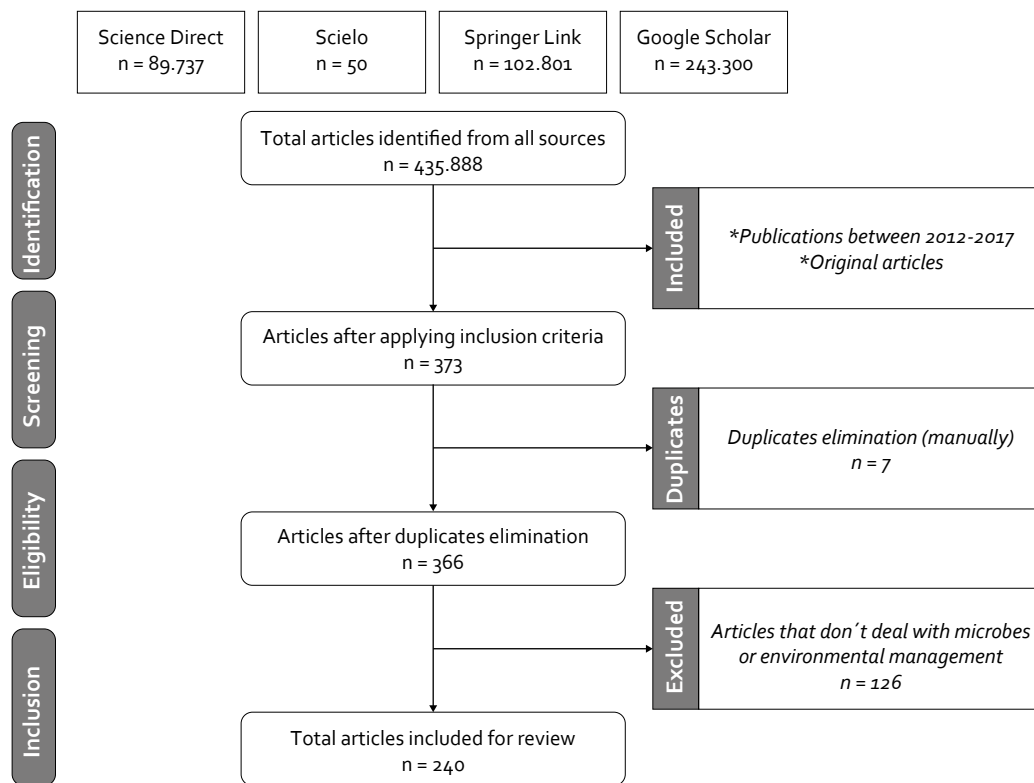 Science Direct
n = 89.737
Scielo
n = 50
Springer Link
n = 102.801
Google Scholar
n = 243.300
Identification
Total articles identified from all sources
n = 435.888
Included
*Publications between 2012-2017
*Original articles
Screening
Articles after applying inclusion criteria
n = 373
Duplicates
Duplicates elimination (manually)
n = 7
Eligibility
Articles after duplicates elimination
n = 366
Excluded
Articles that don´t deal with microbes
or environmental management
n = 126
Inclusion
Total articles included for review
n = 240